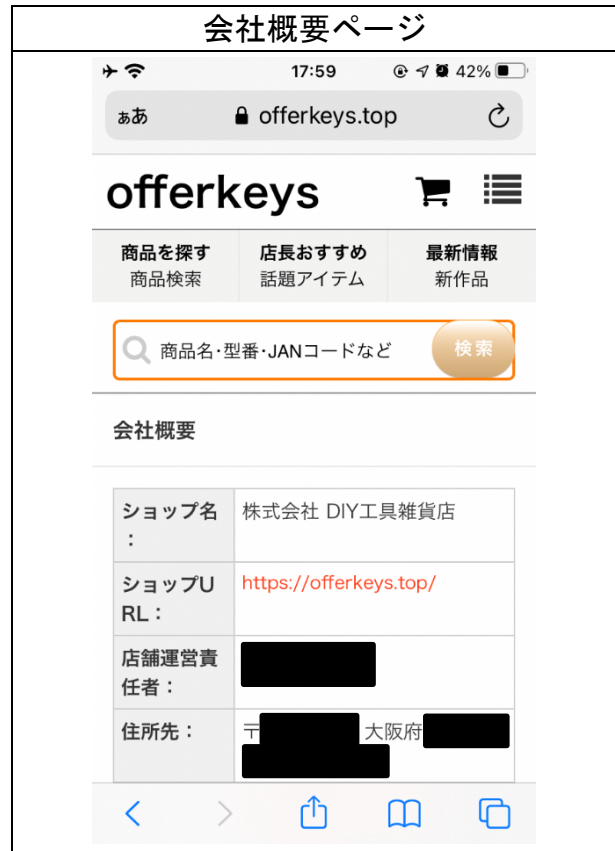 会社概要ページ
17:59
42%
ぁあ
offerkeys.top
offerkeys
商品を探す
商品検索
店長おすすめ
話題アイテム
最新情報
新作品
商品名・型番・JANコードなど
検索
会社概要
ショップ名
：
株式会社 DIY工具雑貨店
ショップU
RL：
https://offerkeys.top/
店舗運営責
任者：
住所先：
〒
大阪府